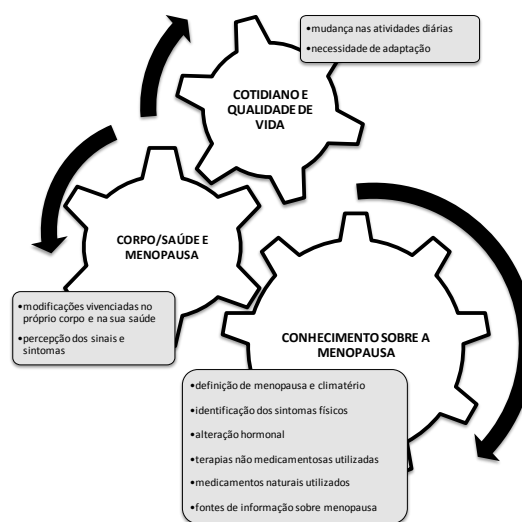 •mudança nas atividades diárias
•necessidade de adaptação
COTIDIANO E
QUALIDADE DE
VIDA
CORPO/SAÚDE E
MENOPAUSA
•modificações vivenciadas no
próprio corpo e na sua saúde
•percepção dos sinais e
sintomas
CONHECIMENTO SOBRE A
MENOPAUSA
•definição de menopausa e climatério
•identificação dos sintomas físicos
•alteração hormonal
•terapias não medicamentosas utilizadas
•medicamentos naturais utilizados
•fontes de informação sobre menopausa